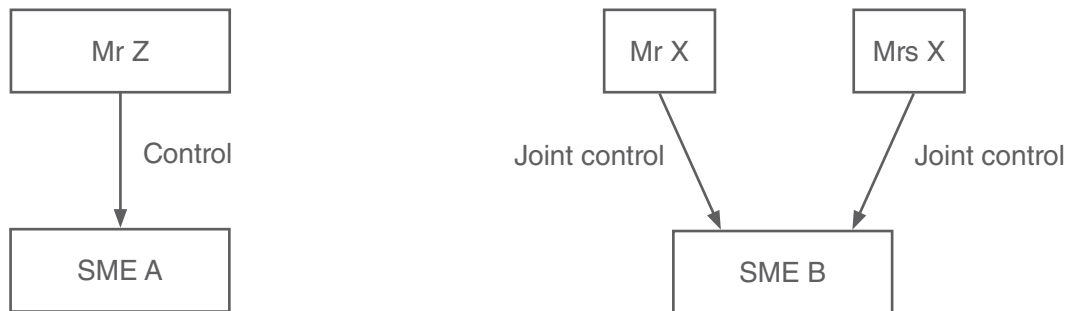 Mr Z
Mr X
Mrs X
Control
Joint control
Joint control
SME A
SME B